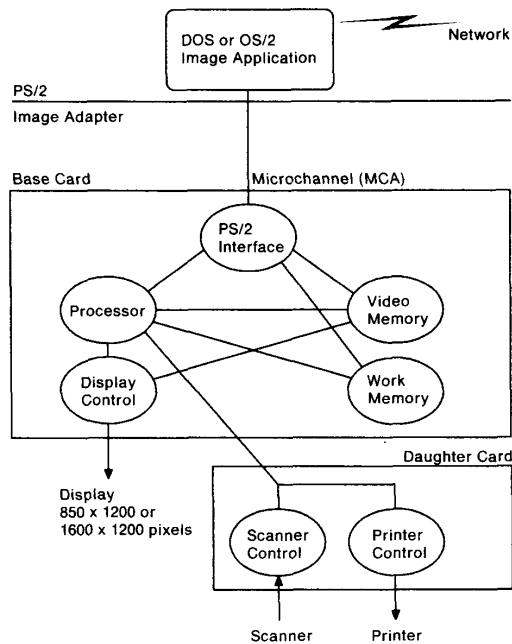 DOS or OS/2
Image Application
Network
PS/2
Image Adapter
Base Card
Microchannel (MCA)
PS/2
Interface
Processor
Video
Memory
Display
Control
Work
Memory
Daughter Card
Display
850 x 1200 or
1600 x 1200 pixels
Scanner
Control
Printer
Control
Scanner
Printer